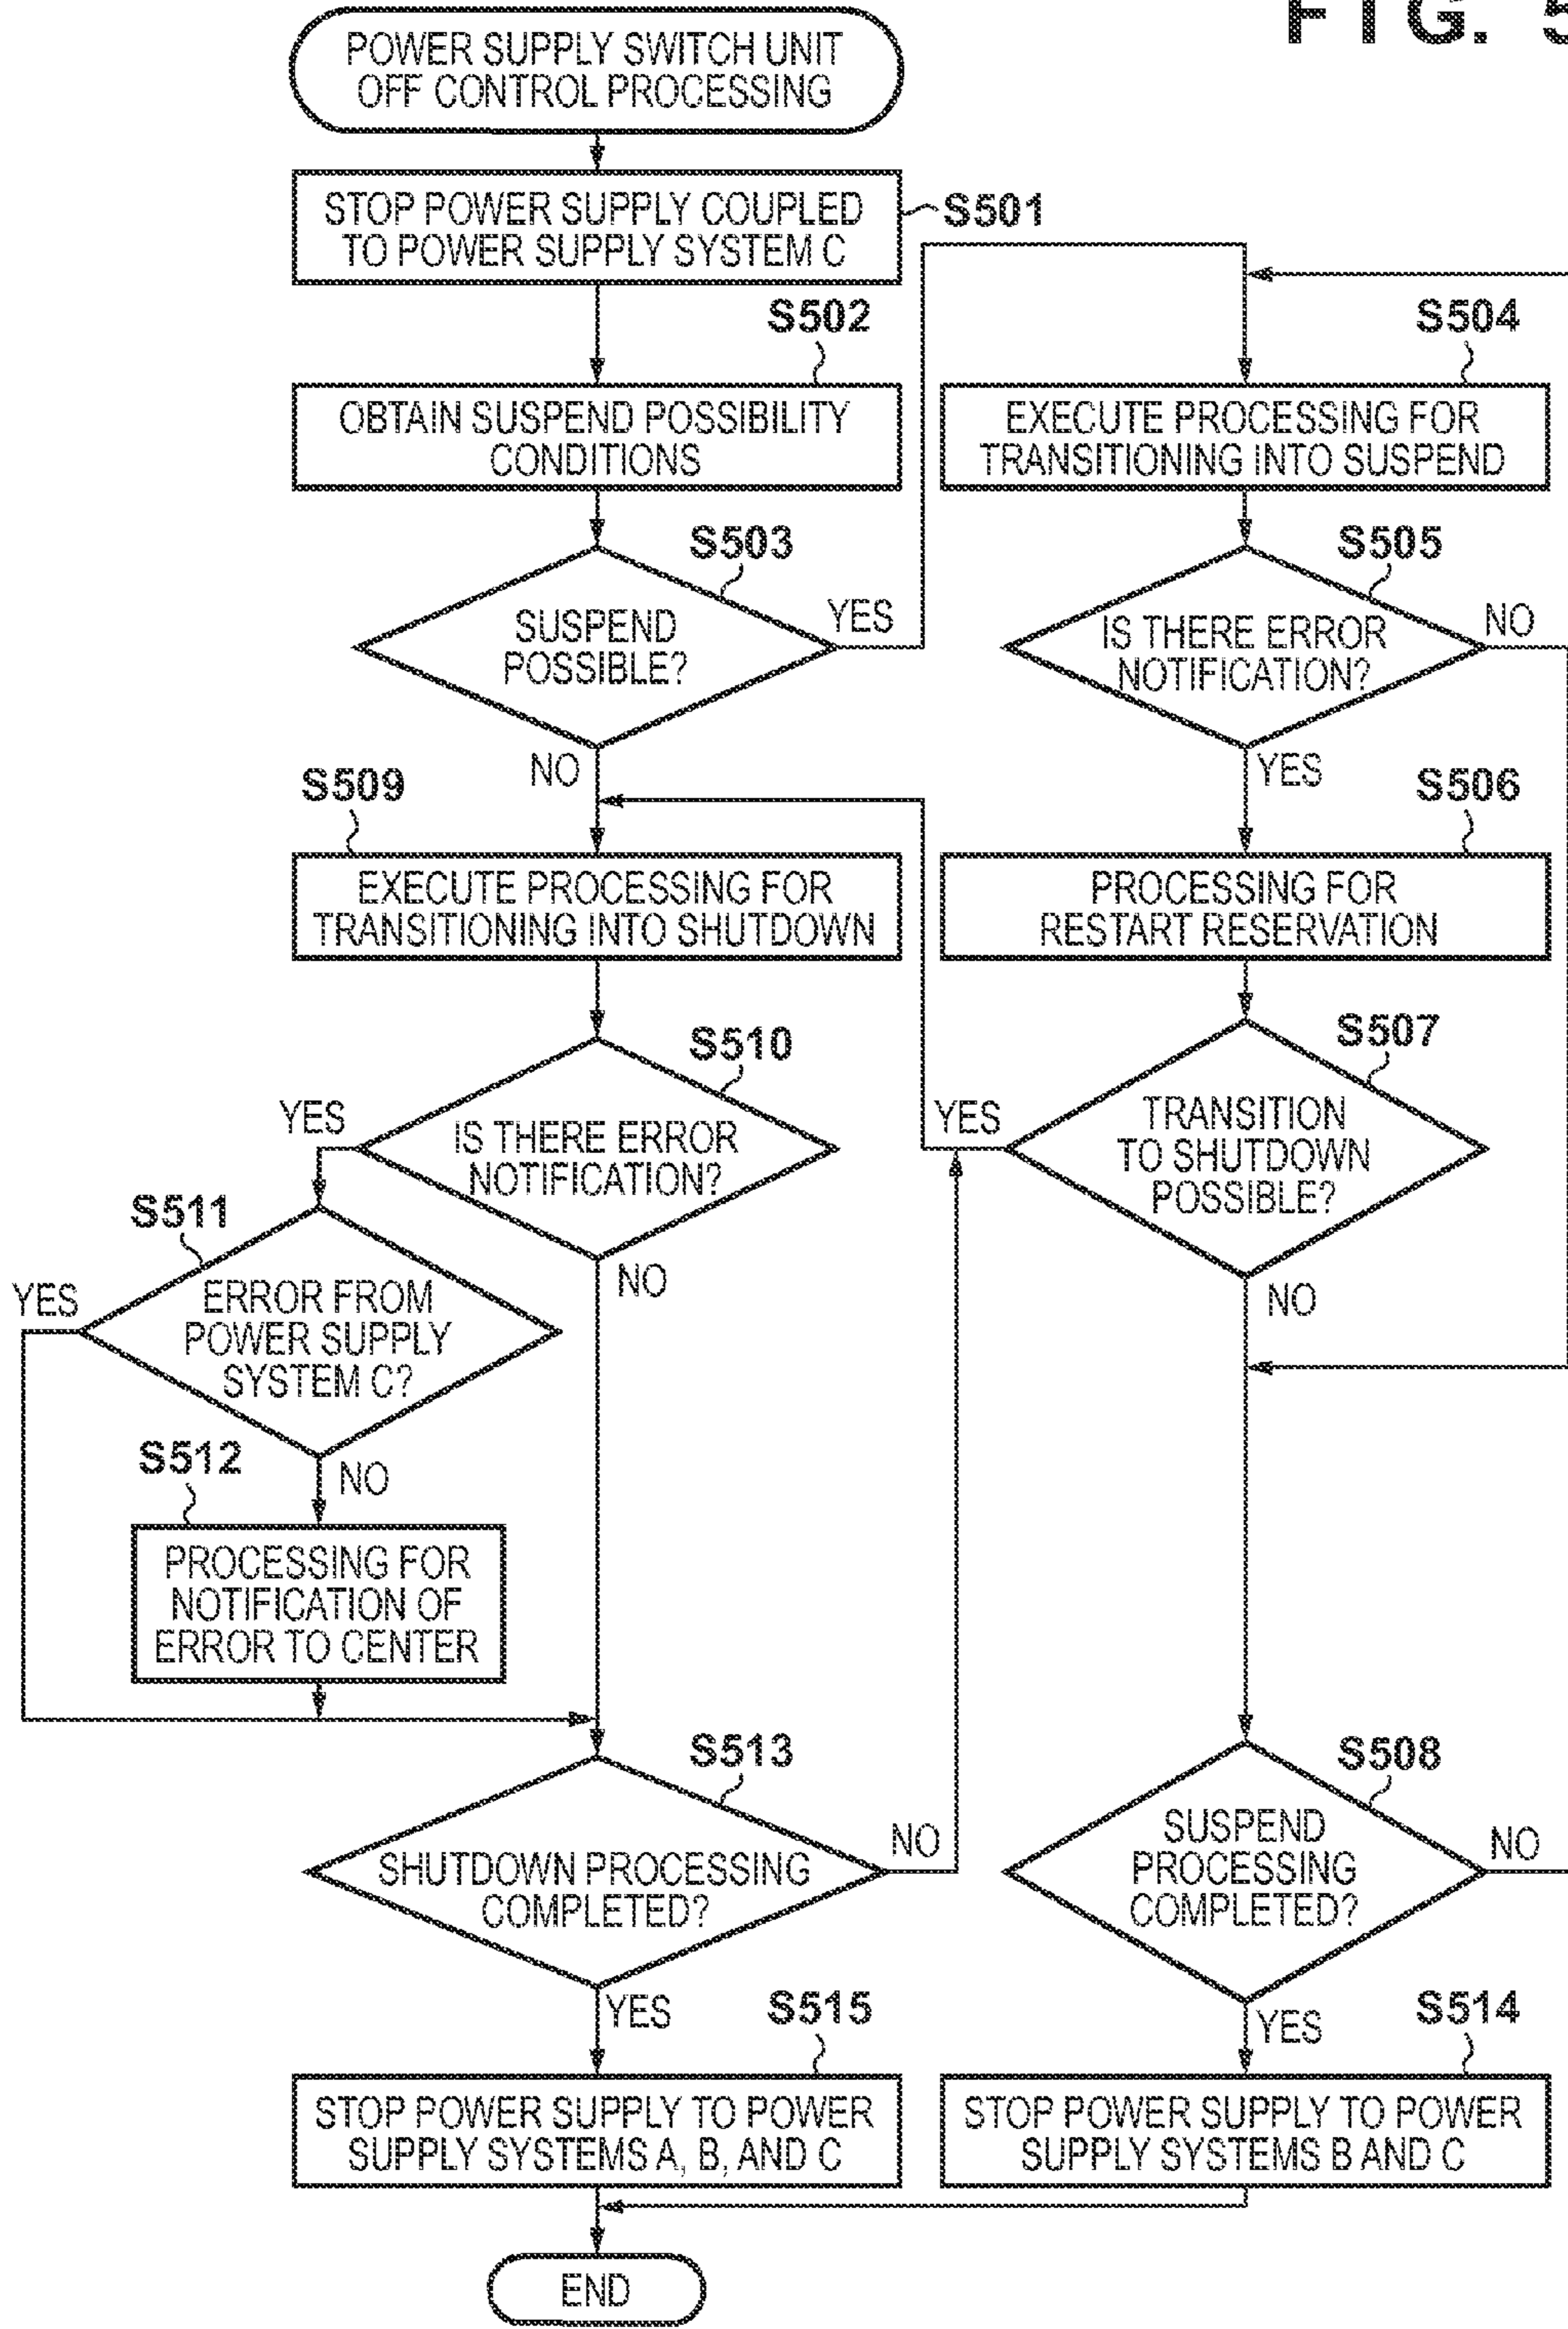 FIG. 5
POWER SUPPLY SWITCH UNIT
OFF CONTROL PROCESSING
STOP POWER SUPPLY COUPLED
TO POWER SUPPLY SYSTEM C
S501
S502
OBTAIN SUSPEND POSSIBILITY
CONDITIONS
S504
EXECUTE PROCESSING FOR
TRANSITIONING INTO SUSPEND
S503
SUSPEND
POSSIBLE?
YES
NO
S505
IS THERE ERROR
NOTIFICATION?
NO
YES
S509
EXECUTE PROCESSING FOR
TRANSITIONING INTO SHUTDOWN
S506
PROCESSING FOR
RESTART RESERVATION
S510
YES
IS THERE ERROR
NOTIFICATION?
NO
S507
YES
TRANSITION
TO SHUTDOWN
POSSIBLE?
NO
S511
YES
ERROR FROM
POWER SUPPLY
SYSTEM C?
NO
S512
PROCESSING FOR
NOTIFICATION OF
ERROR TO CENTER
S513
SHUTDOWN PROCESSING
COMPLETED?
NO
YES
S508
SUSPEND
PROCESSING
COMPLETED?
NO
YES
S515
STOP POWER SUPPLY TO POWER
SUPPLY SYSTEMS A, B, AND C
S514
STOP POWER SUPPLY TO POWER
SUPPLY SYSTEMS B AND C
END